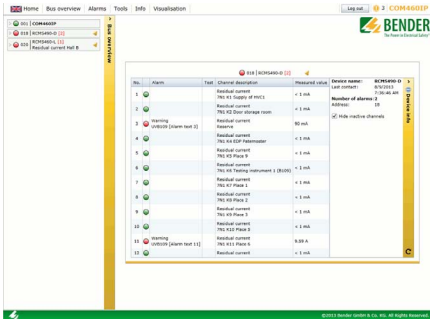 Home Bus overview Alarms Tools Info Visualisation Log out 2 COM460IP
001 COM460IP
018 RCMS490-D [2]
030 RCMS460-L [1]
Residual current Hall B
Bus overview
BENDER
The Power in Electrical Safety
018 RCMS490-D [2]
No. Alarm Test Channel description Measured value
1 Residual current < 1 mA
7N1 K1 Supply of MVC1
2 Residual current < 1 mA
7N1 K2 Door storage room
3 Warning Residual current 90 mA
UVB109 [Alarm text 3] Reserve
4 Residual current < 1 mA
7N1 K4 EDP Paternoster
5 Residual current < 1 mA
7N1 K5 Place 9
6 Residual current < 1 mA
7N1 K6 Testing instrument 1 (BU05)
7 Residual current < 1 mA
7N1 K7 Place 1
8 Residual current < 1 mA
7N1 K8 Place 2
9 Residual current < 1 mA
7N1 K9 Place 3
10 Residual current < 1 mA
7N1 K10 Place 3
11 Warning Residual current 9.69 A
UVB109 [Alarm text 11] 7N1 K11 Place 6
12 Residual current < 1 mA
Device name: RCMS490-D
Last contact: 8/9/2013
7:36:46 AM
Number of alarms: 2
Address: 18
Hide inactive channels
Device info
©2013 Bender GmbH & Co. KG. All Rights Reserved.